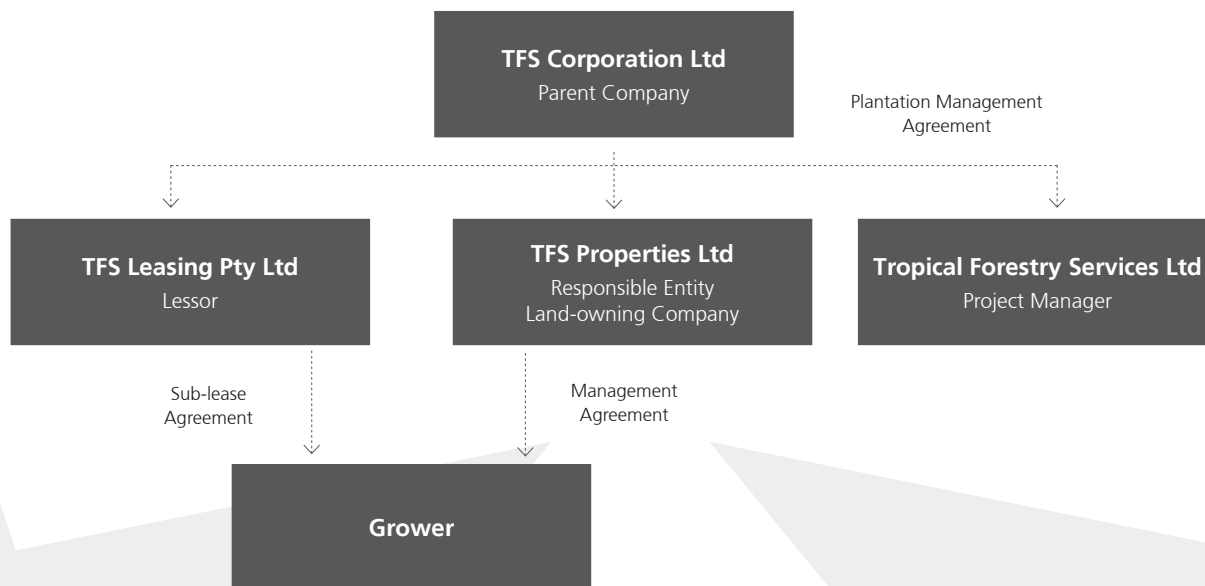 TFS Corporation Ltd
Parent Company
Plantation Management
Agreement
TFS Leasing Pty Ltd
Lessor
TFS Properties Ltd
Responsible Entity
Land-owning Company
Tropical Forestry Services Ltd
Project Manager
Sub-lease
Agreement
Management
Agreement
Grower